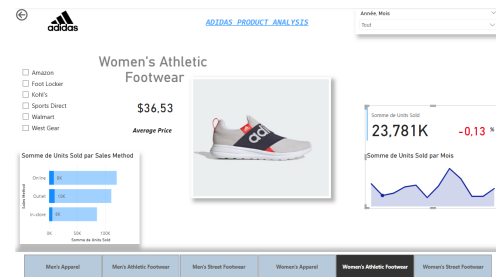 adidas
ADIDAS PRODUCT ANALYSIS
Année, Mois
Tout
Women's Athletic
Footwear
Amazon
Foot Locker
Kohl's
Sports Direct
Walmart
West Gear
$36,53
Average Price
Somme de Units Sold
23,781K
-0,13 %
Somme de Units Sold par Sales Method
Sales Method
Online
Outlet
In-store
8K
10K
8K
0K
50K
100K
Somme de Units Sold
Somme de Units Sold par Mois
Men's Apparel
Men's Athletic Footwear
Men's Street Footwear
Women's Apparel
Women's Athletic Footwear
Women's Street Footwear